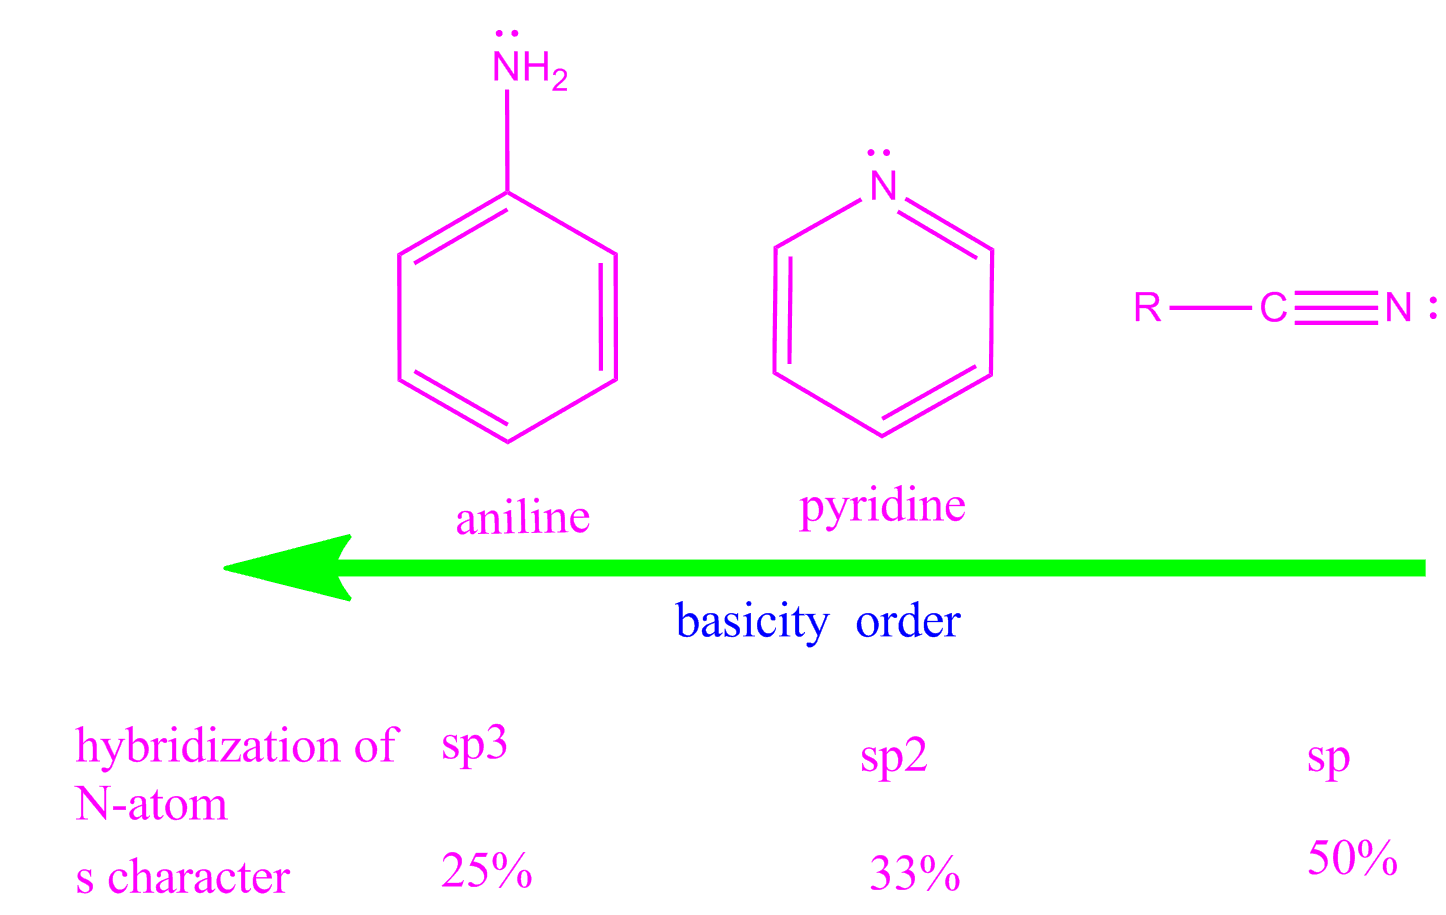 NH2
N
R C N :
aniline pyridine
basicity order
hybridization of sp3 sp2 sp
N-atom
s character 25% 33% 50%